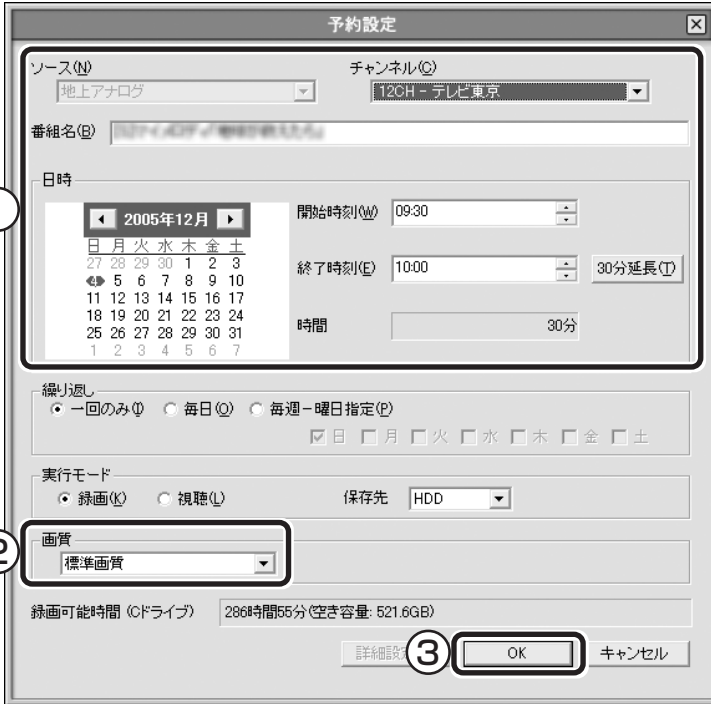 予約設定
ソース(N) チャンネル(C)
地上アナログ 12CH - テレビ東京
番組名(B)
日時
2005年12月 開始時刻(W) 09:30
日 月 火 水 木 金 土
27 28 29 30 1 2 3
4 5 6 7 8 9 10 終了時刻(E) 10:00 30分延長(T)
11 12 13 14 15 16 17
18 19 20 21 22 23 24
25 26 27 28 29 30 31 時間 30分
1 2 3 4 5 6 7
繰り返し
一回のみ(I) 毎日(O) 毎週-曜日指定(P)
日 月 火 水 木 金 土
実行モード
録画(K) 視聴(L) 保存先 HDD
2
画質
標準画質
録画可能時間 (Cドライブ) 286時間55分(空き容量: 521.6GB)
詳細設定 3 OK キャンセル